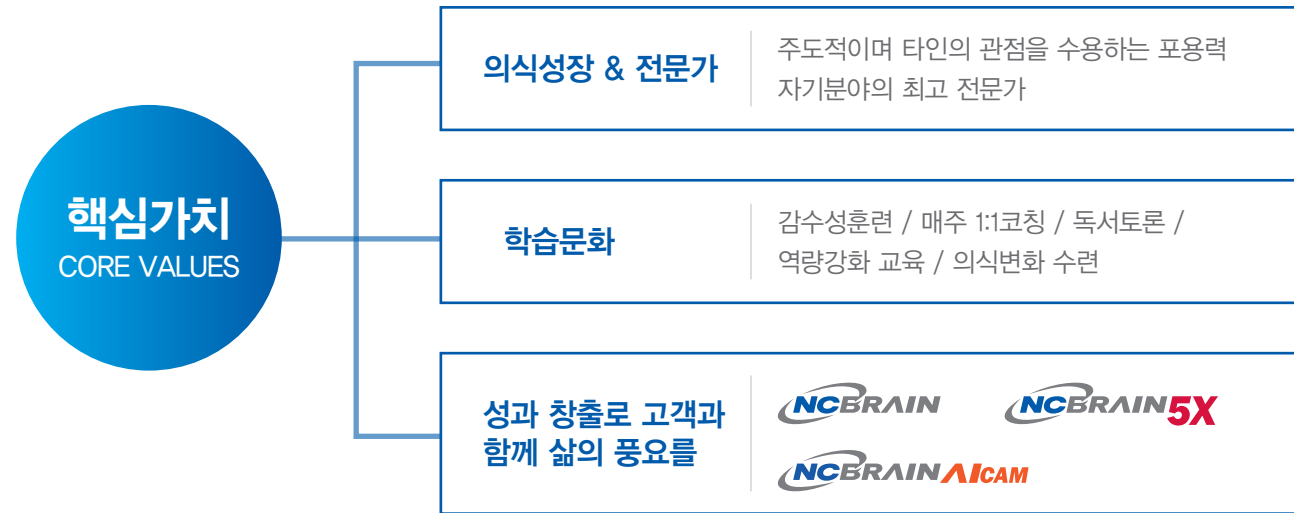 핵심가치
CORE VALUES
의식성장 & 전문가
주도적이며 타인의 관점을 수용하는 포용력
자기분야의 최고 전문가
학습문화
감수성훈련 / 매주 1:1코칭 / 독서토론 /
역량강화 교육 / 의식변화 수련
성과 창출로 고객과
함께 삶의 풍요를
NCBRAIN
NCBRAIN5X
NCBRAIN AICAM